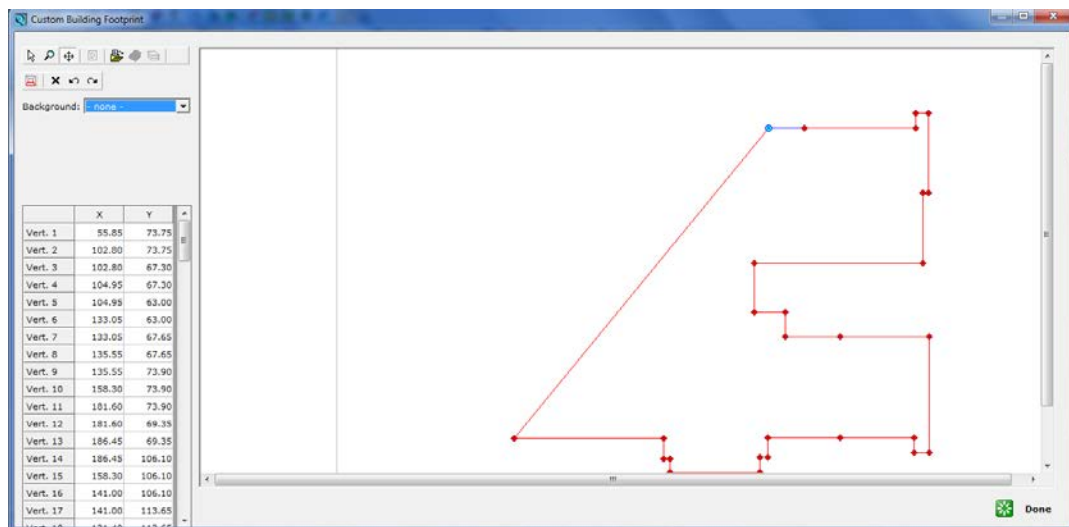 Custom Building Footprint
Background: - none -
X Y
Vert. 1 55.85 73.75
Vert. 2 102.80 73.75
Vert. 3 102.80 67.30
Vert. 4 104.95 67.30
Vert. 5 104.95 63.00
Vert. 6 133.05 63.00
Vert. 7 133.05 67.65
Vert. 8 135.55 67.65
Vert. 9 135.55 73.90
Vert. 10 158.30 73.90
Vert. 11 181.60 73.90
Vert. 12 181.60 69.35
Vert. 13 186.45 69.35
Vert. 14 186.45 106.10
Vert. 15 158.30 106.10
Vert. 16 141.00 106.10
Vert. 17 141.00 113.65
Done